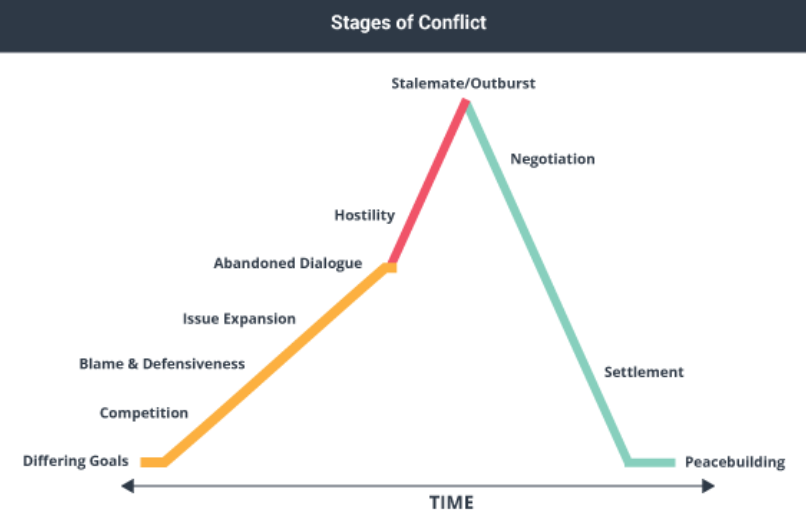 Stages of Conflict
Stalemate/Outburst
Negotiation
Hostility
Abandoned Dialogue
Issue Expansion
Blame & Defensiveness
Settlement
Competition
Differing Goals
Peacebuilding
TIME